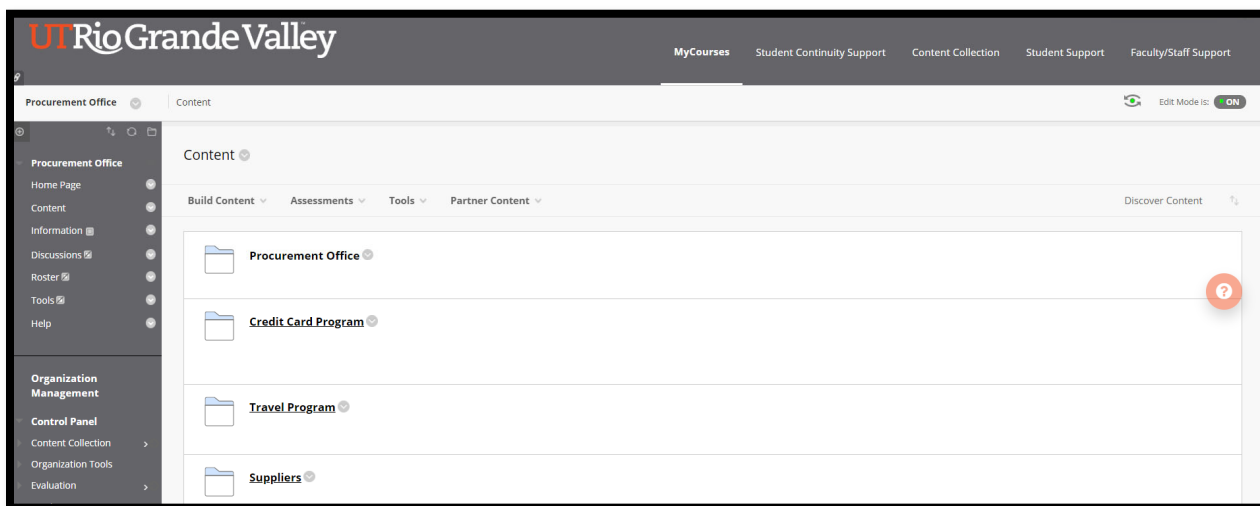 UTRioGrandeValley
MyCourses Student Continuity Support Content Collection Student Support Faculty/Staff Support
Procurement Office Content Edit Mode is: ON
Procurement Office
Home Page
Content
Information
Discussions
Roster
Tools
Help
Organization
Management
Control Panel
Content Collection
Organization Tools
Evaluation
Content
Build Content Assessments Tools Partner Content Discover Content
Procurement Office
Credit Card Program
Travel Program
Suppliers
?